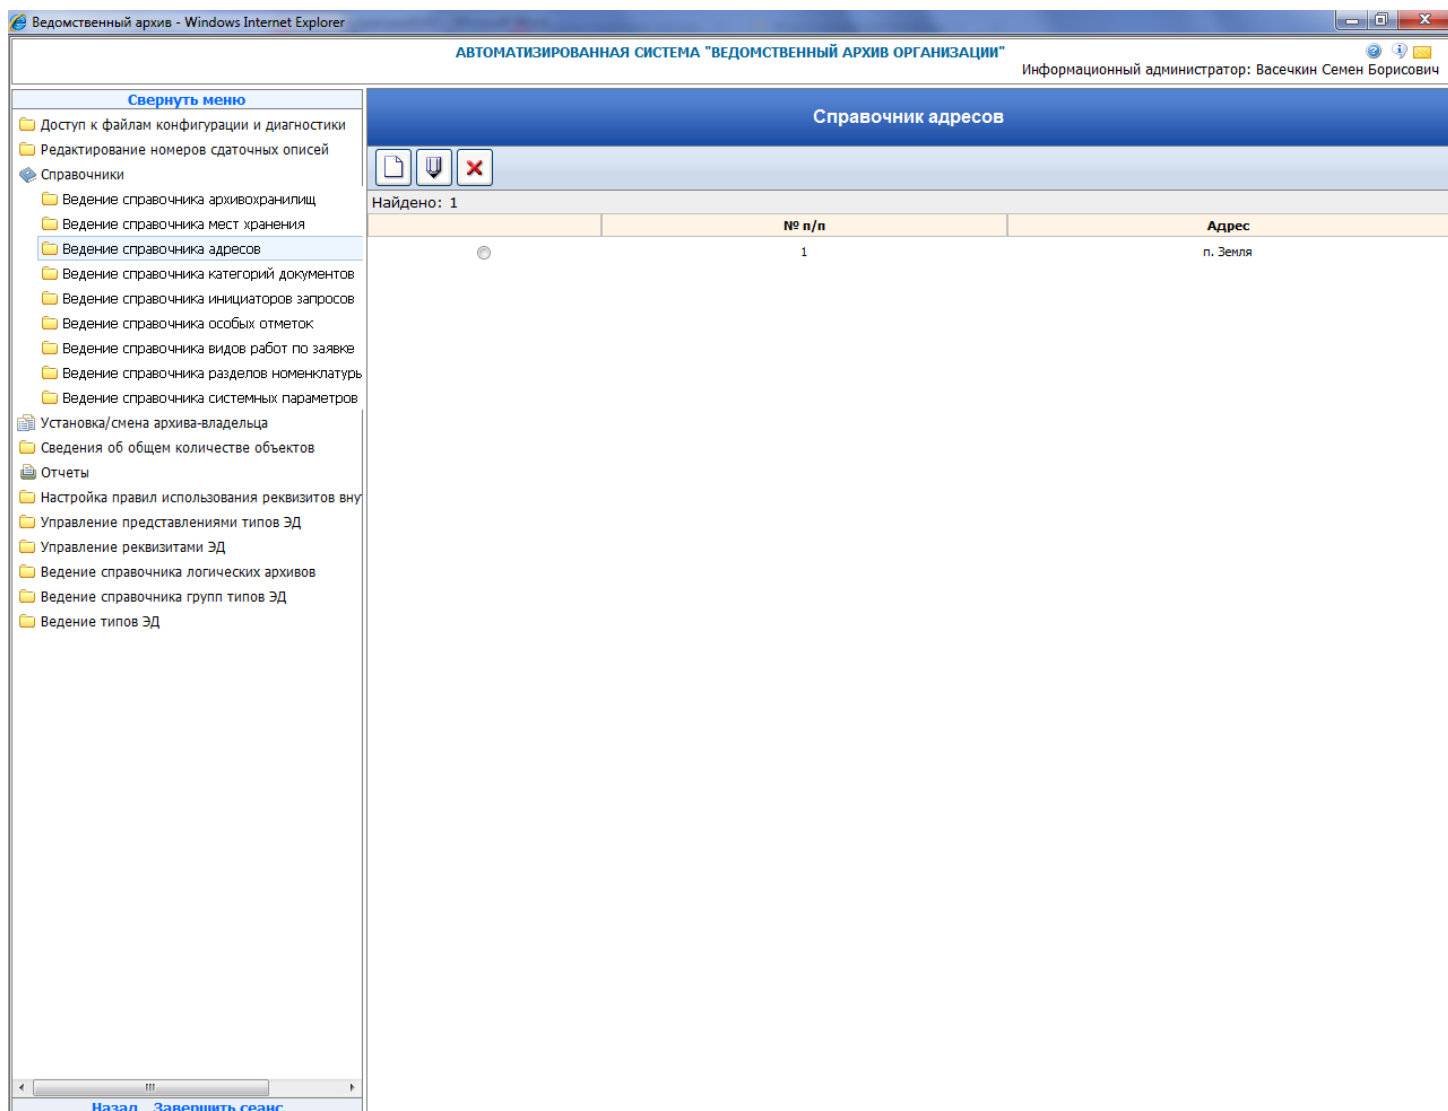 Ведомственный архив - Windows Internet Explorer
АВТОМАТИЗИРОВАННАЯ СИСТЕМА "ВЕДОМСТВЕННЫЙ АРХИВ ОРГАНИЗАЦИИ"
Информационный администратор: Васечкин Семен Борисович
Свернуть меню
Доступ к файлам конфигурации и диагностики
Редактирование номеров сдаточных описей
Справочники
Ведение справочника архивохранилищ
Ведение справочника мест хранения
Ведение справочника адресов
Ведение справочника категорий документов
Ведение справочника инициаторов запросов
Ведение справочника особых отметок
Ведение справочника видов работ по заявке
Ведение справочника разделов номенклатуры
Ведение справочника системных параметров
Установка/смена архива-владельца
Сведения об общем количестве объектов
Отчеты
Настройка правил использования реквизитов вну
Управление представлениями типов ЭД
Управление реквизитами ЭД
Ведение справочника логических архивов
Ведение справочника групп типов ЭД
Ведение типов ЭД
Назад Завершить сеанс
Справочник адресов
Найдено: 1
№ п/п Адрес
1 п. Земля